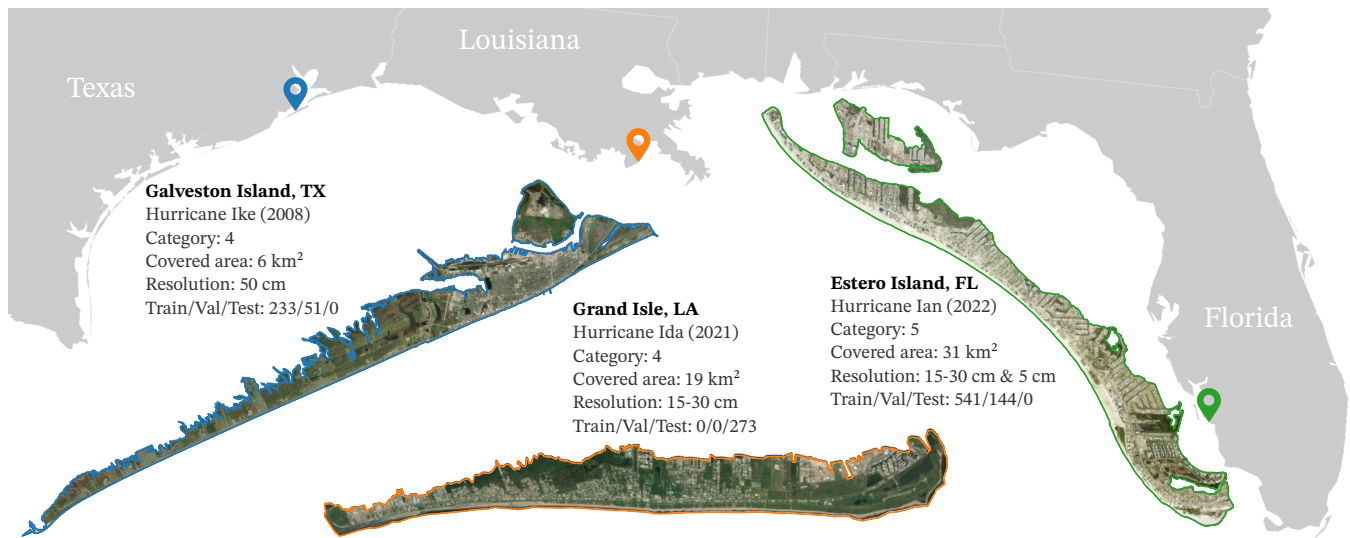 Louisiana
Texas
Galveston Island, TX
Hurricane Ike (2008)
Category: 4
Covered area: 6 km²
Resolution: 50 cm
Train/Val/Test: 233/51/0
Grand Isle, LA
Hurricane Ida (2021)
Category: 4
Covered area: 19 km²
Resolution: 15-30 cm
Train/Val/Test: 0/0/273
Estero Island, FL
Hurricane Ian (2022)
Category: 5
Covered area: 31 km²
Resolution: 15-30 cm & 5 cm
Train/Val/Test: 541/144/0
Florida